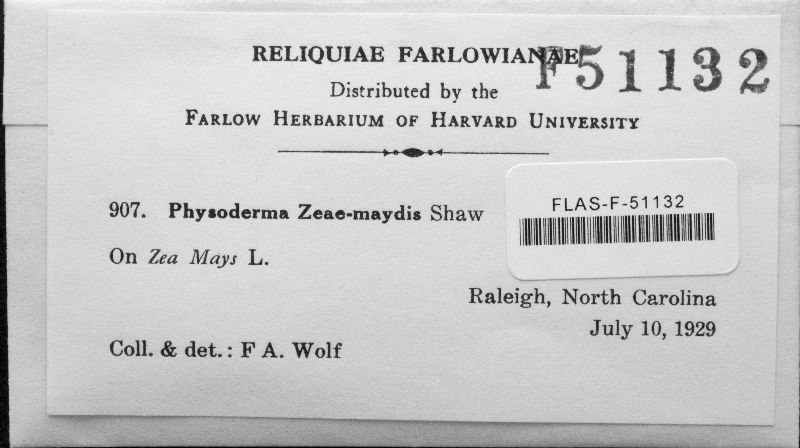 RELIQUIAE FARLOWIANAE
F51132
Distributed by the
FARLOW HERBARIUM OF HARVARD UNIVERSITY
907. Physoderma Zeae-maydis Shaw
FLAS-F-51132
On Zea Mays L.
Raleigh, North Carolina
July 10, 1929
Coll. & det.: F A. Wolf